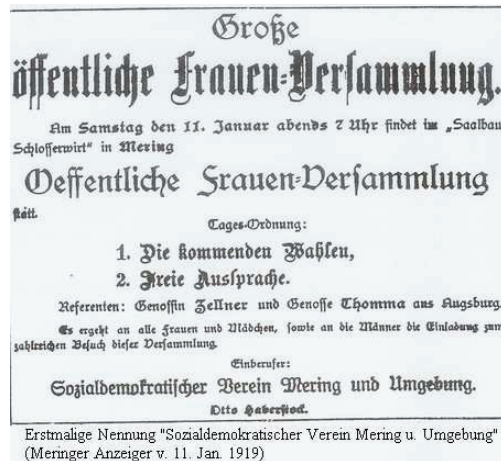 Große
öffentliche Frauen-Versammlung.
Am Samstag den 11. Januar abends 7 Uhr findet im „Saalbau
Schlosserwirt“ in Mering
Oeffentliche Frauen-Versammlung
statt.
Tages-Ordnung:
1. Die kommenden Wahlen,
2. Freie Aussprache.
Referenten: Genossin Zellner und Genosse Thomma aus Augsburg.
Es ergeht an alle Frauen und Mädchen, sowie an die Männer die Einladung zum
zahlreichen Besuch dieser Versammlung.
Einberufer:
Sozialdemokratischer Verein Mering und Umgebung.
Otto Haberstock.
Erstmalige Nennung "Sozialdemokratischer Verein Mering u. Umgebung"
(Meringer Anzeiger v. 11. Jan. 1919)